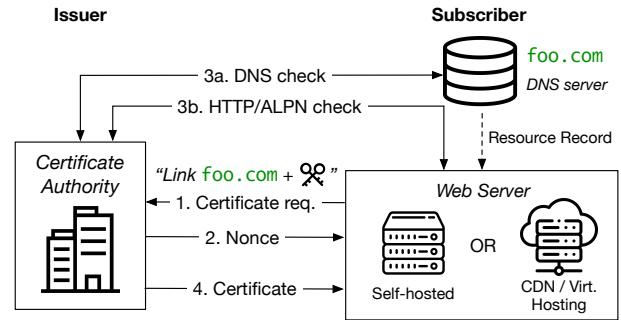 Issuer
Subscriber
foo.com
DNS server
3a. DNS check
3b. HTTP/ALPN check
Resource Record
Certificate
Authority
“Link foo.com + ”
Web Server
1. Certificate req.
2. Nonce
OR
4. Certificate
Self-hosted
CDN / Virt.
Hosting